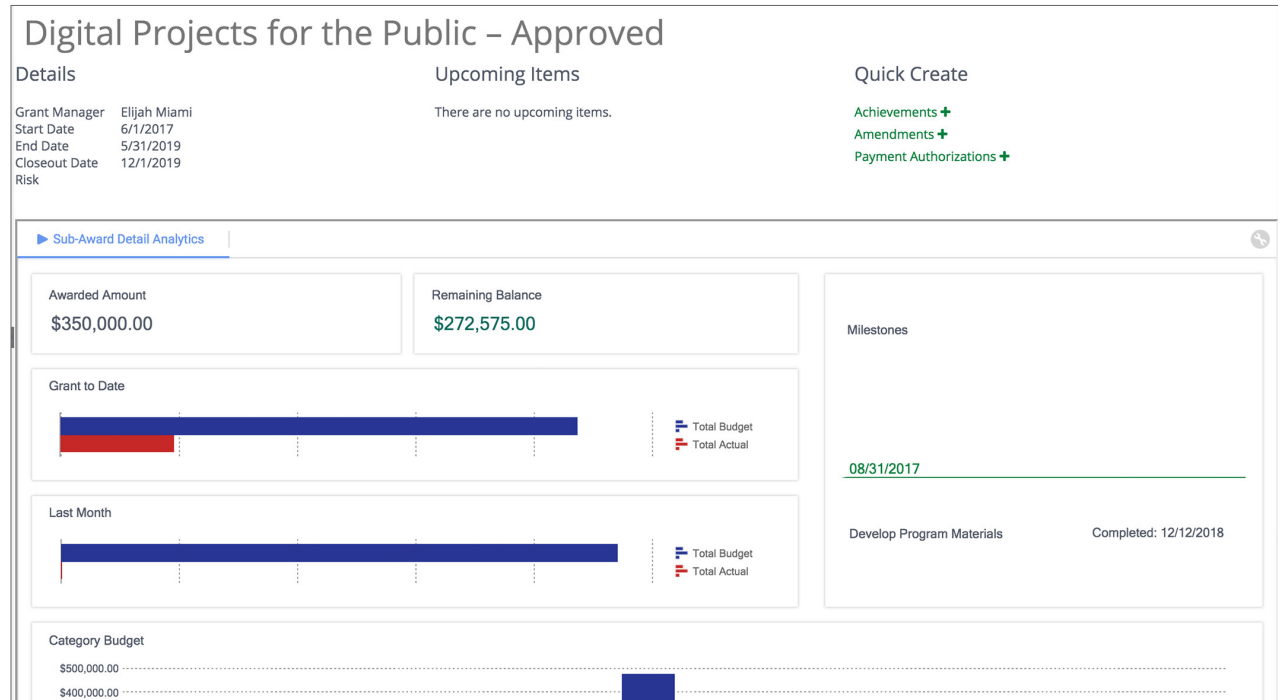 Digital Projects for the Public – Approved
Details
Grant Manager Elijah Miami
Start Date 6/1/2017
End Date 5/31/2019
Closeout Date 12/1/2019
Risk
Upcoming Items
There are no upcoming items.
Quick Create
Achievements +
Amendments +
Payment Authorizations +
Sub-Award Detail Analytics
Awarded Amount
$350,000.00
Remaining Balance
$272,575.00
Grant to Date
Total Budget
Total Actual
Last Month
Total Budget
Total Actual
Milestones
08/31/2017
Develop Program Materials Completed: 12/12/2018
Category Budget
$500,000.00
$400,000.00